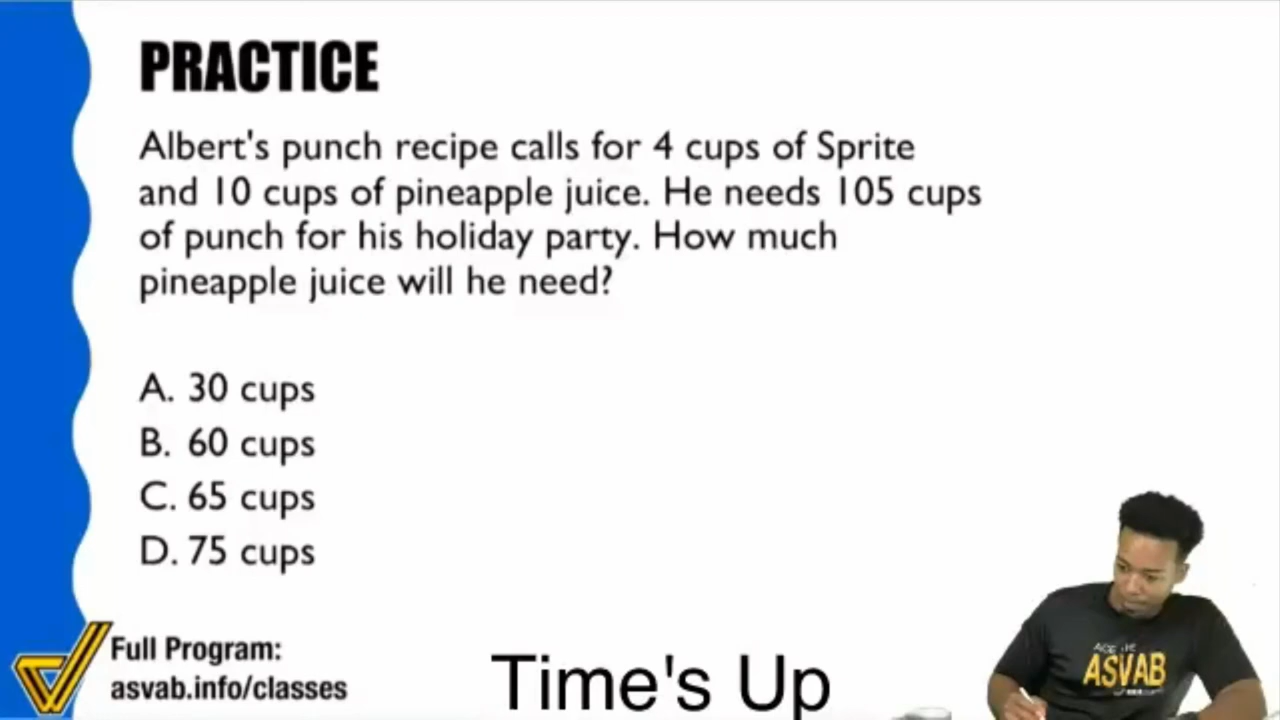 PRACTICE
Albert's punch recipe calls for 4 cups of Sprite
and 10 cups of pineapple juice. He needs 105 cups
of punch for his holiday party. How much
pineapple juice will he need?
A. 30 cups
B. 60 cups
C. 65 cups
D. 75 cups
Full Program:
asvab.info/classes
Time's Up
ACE THE
ASVAB